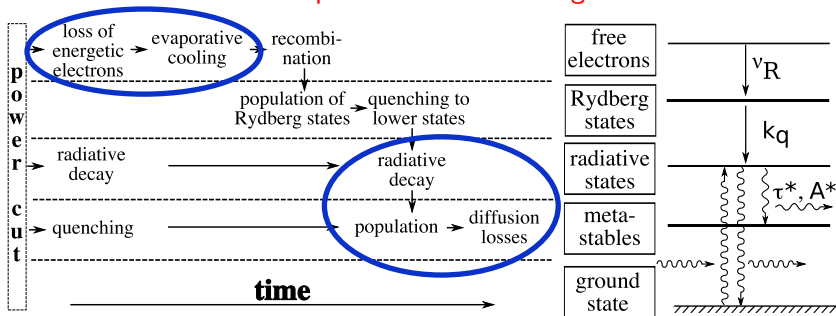 power cut
loss of
energetic
electrons
evaporative
cooling
recombi-
nation
population of
Rydberg states
quenching to
lower states
radiative
decay
radiative
decay
quenching
population
diffusion
losses
time
free
electrons
Rydberg
states
radiative
states
meta-
stables
ground
state
νR
kq
τ*, A*